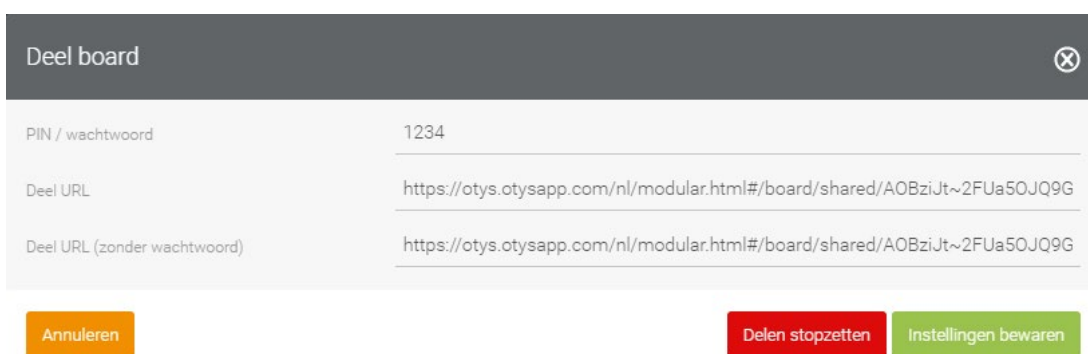 Deel board
PIN / wachtwoord 1234
Deel URL https://otys.otysapp.com/nl/modular.html#/board/shared/AOBziJt~2FUa5OJQ9G
Deel URL (zonder wachtwoord) https://otys.otysapp.com/nl/modular.html#/board/shared/AOBziJt~2FUa5OJQ9G
Annuleren Delen stopzetten Instellingen bewaren